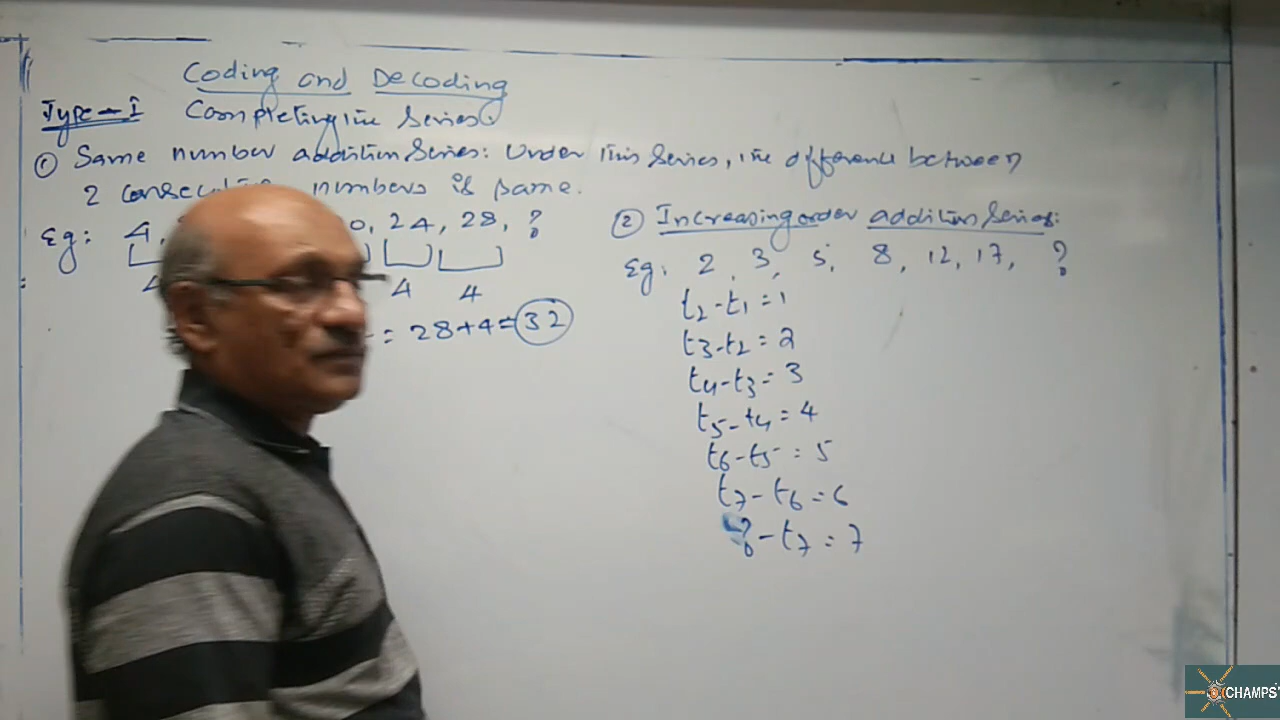 Coding and Decoding
Type-I Completing the Series:
① Same number addition Series: Under this Series, the difference between
2 numbers is same.
Eg: 4, 0, 24, 28, ?
4 4
= 28+4=32
② Increasing order addition Series:
Eg: 2, 3, 5, 8, 12, 17, ?
t2-t1=1
t3-t2=2
t4-t3=3
t5-t4=4
t6-t5=5
t7-t6=6
?-t7=7
CHAMPS